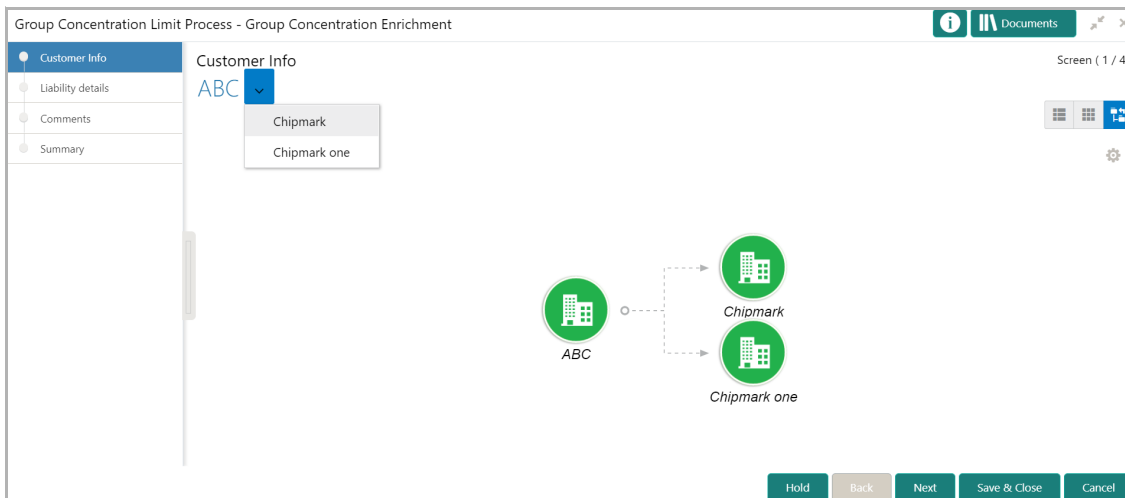 Group Concentration Limit Process - Group Concentration Enrichment
Documents
Customer Info
Liability details
Comments
Summary
Customer Info
Screen ( 1 / 4
ABC
Chipmark
Chipmark one
Chipmark
ABC
Chipmark one
Hold
Back
Next
Save & Close
Cancel